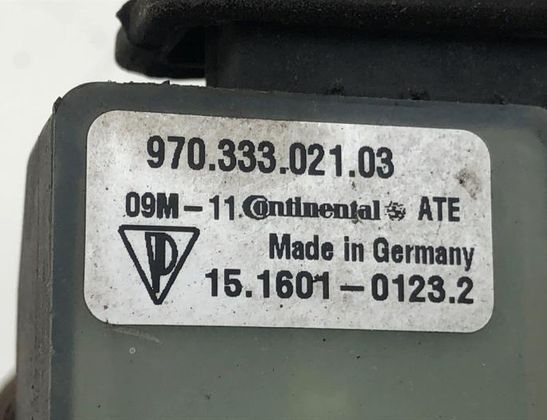 970.333.021.03
09M-11 Continental ATE
Made in Germany
15.1601-0123.2